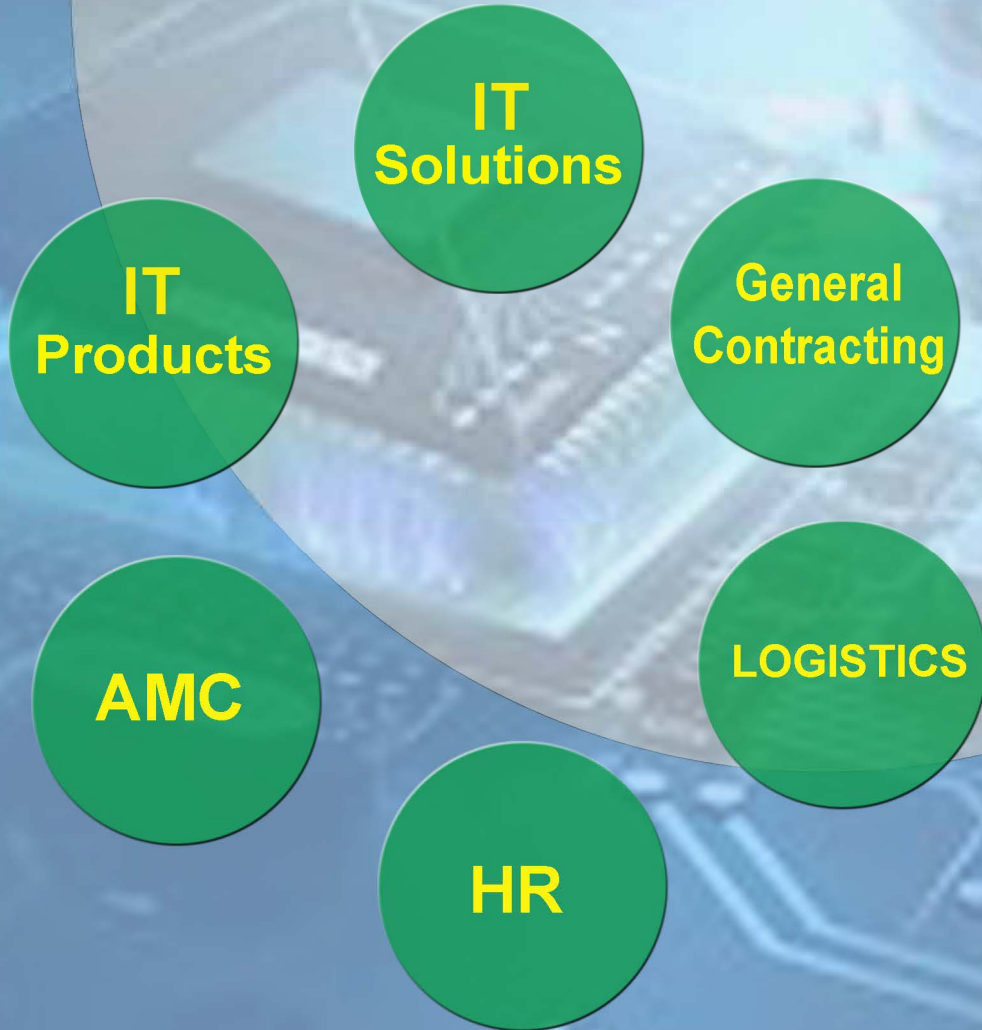 IT
Solutions
IT
Products
General
Contracting
AMC
LOGISTICS
HR